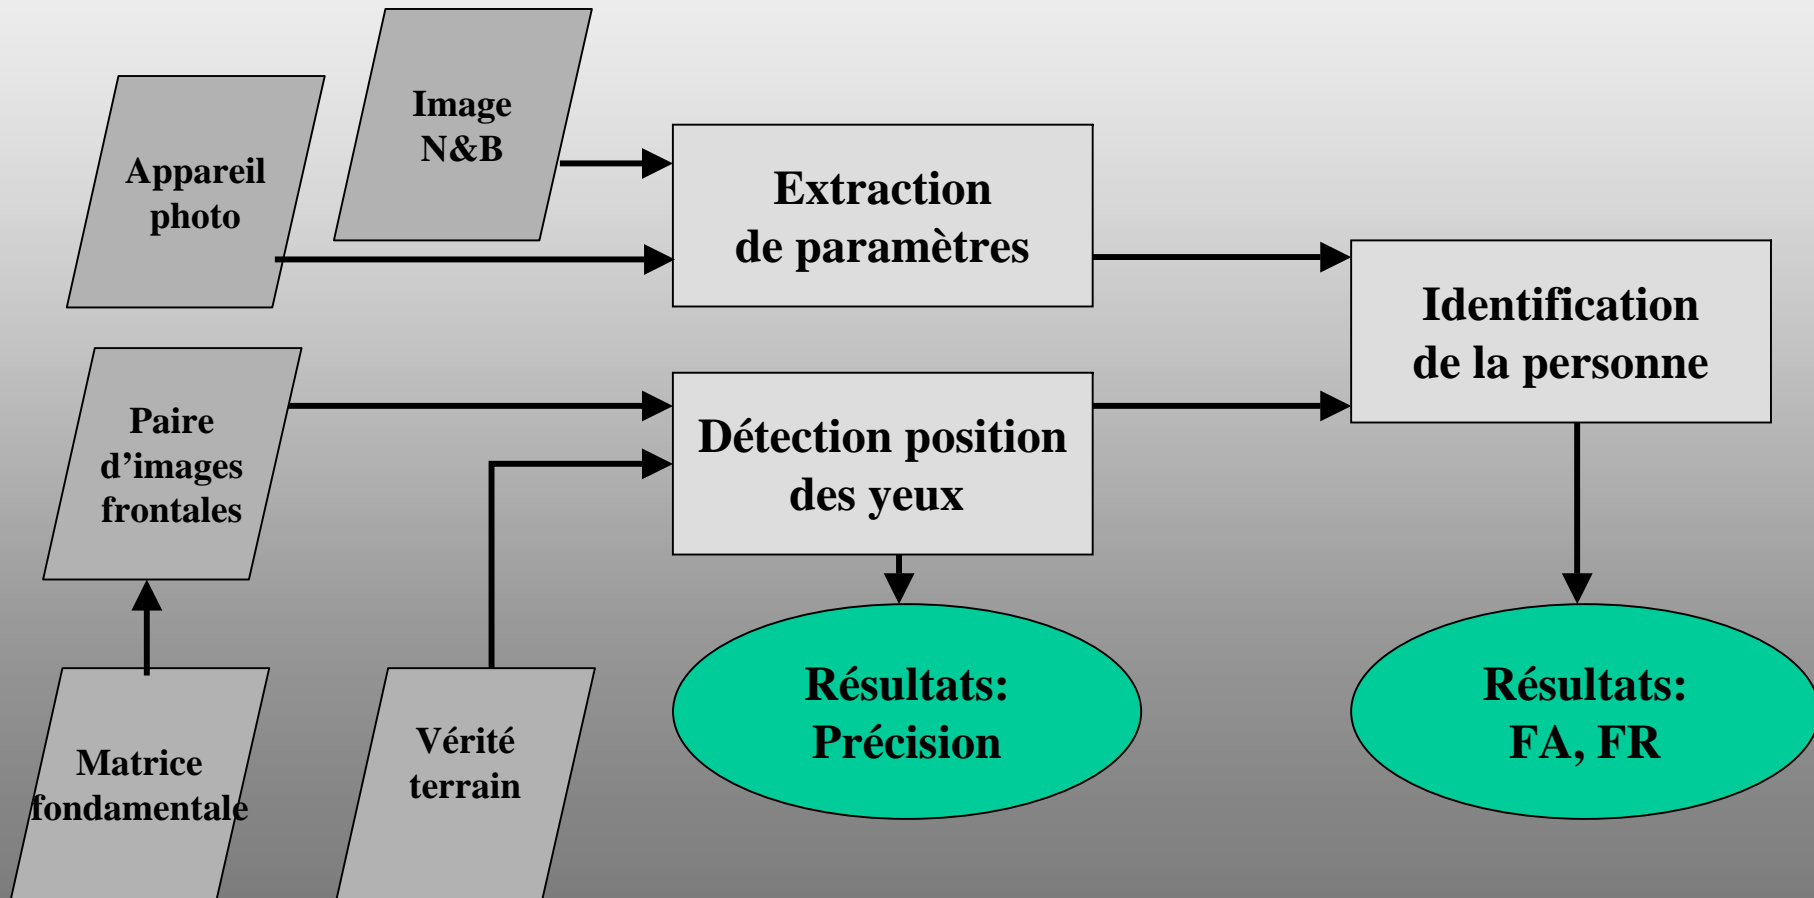 Image
N&B
Appareil
photo
Extraction
de paramètres
Identification
de la personne
Paire
d’images
frontales
Détection position
des yeux
Matrice
fondamentale
Vérité
terrain
Résultats:
Précision
Résultats:
FA, FR